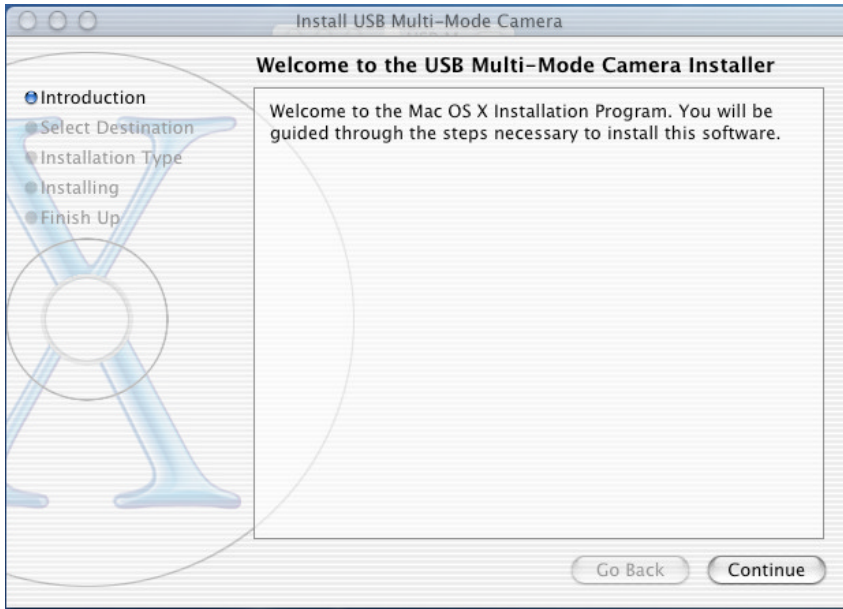 Install USB Multi-Mode Camera
Welcome to the USB Multi-Mode Camera Installer
Introduction
Select Destination
Installation Type
Installing
Finish Up
Welcome to the Mac OS X Installation Program. You will be
guided through the steps necessary to install this software.
Go Back
Continue